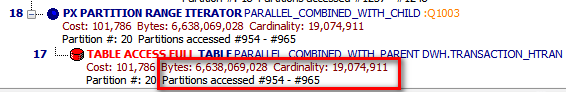 18 PX PARTITION RANGE ITERATOR PARALLEL_COMBINED_WITH_CHILD :Q1003
Cost: 101,786 Bytes: 6,638,069,028 Cardinality: 19,074,911
Partition #: 20 Partitions accessed #954 - #965
17 TABLE ACCESS FULL TABLE PARALLEL_COMBINED_WITH_PARENT DWH.TRANSACTION_HTRAN
Cost: 101,786 Bytes: 6,638,069,028 Cardinality: 19,074,911
Partition #: 20 Partitions accessed #954 - #965